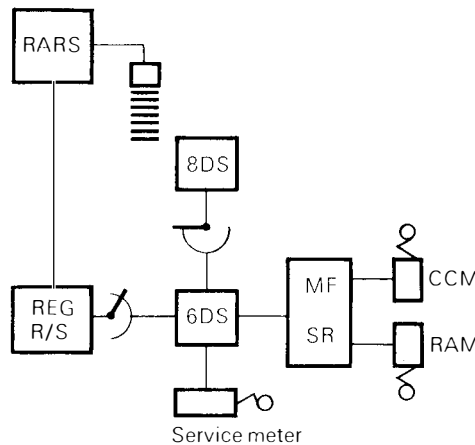 RARS
8DS
REG
R/S
6DS
MF
SR
CCM
RAM
Service meter